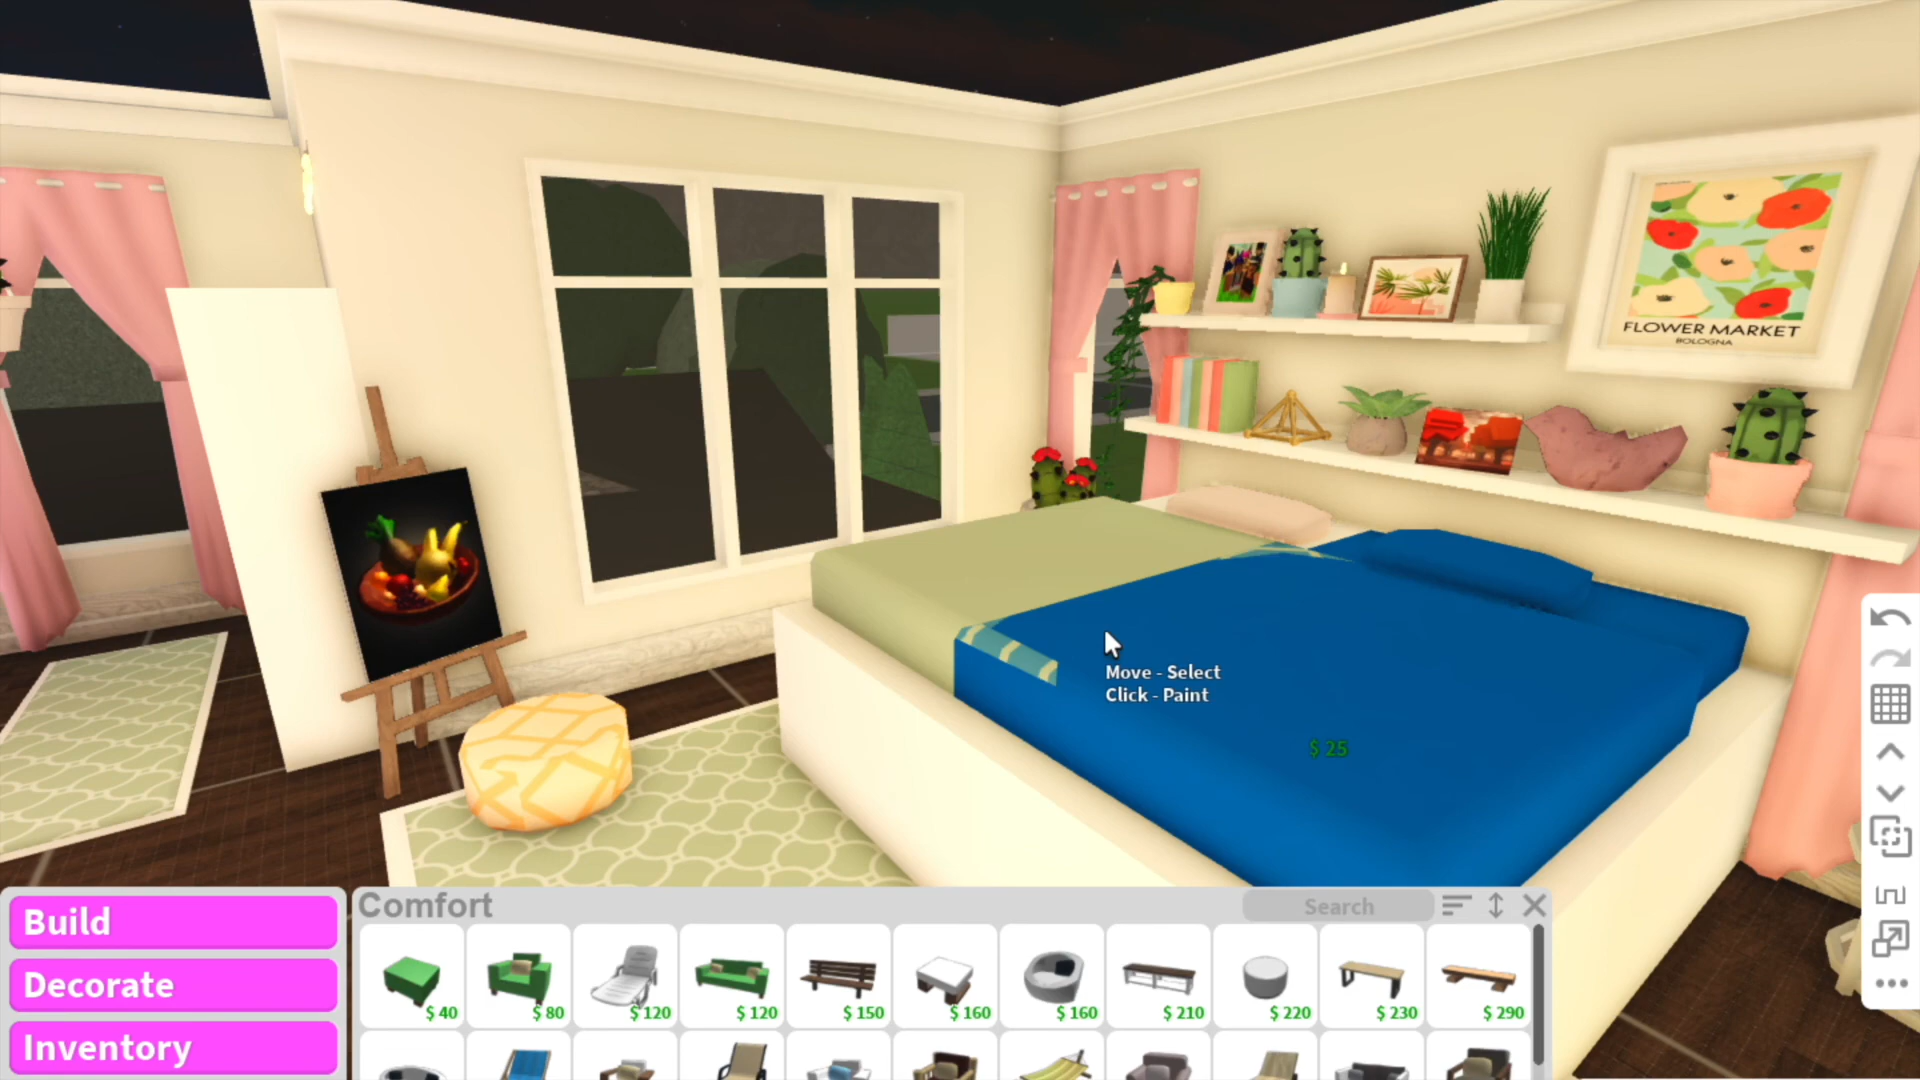 FLOWER MARKET
BOLOGNA
Move - Select
Click - Paint
$ 25
Build
Decorate
Inventory
Comfort
Search
$ 40
$ 80
$ 120
$ 120
$ 150
$ 160
$ 160
$ 210
$ 220
$ 230
$ 290